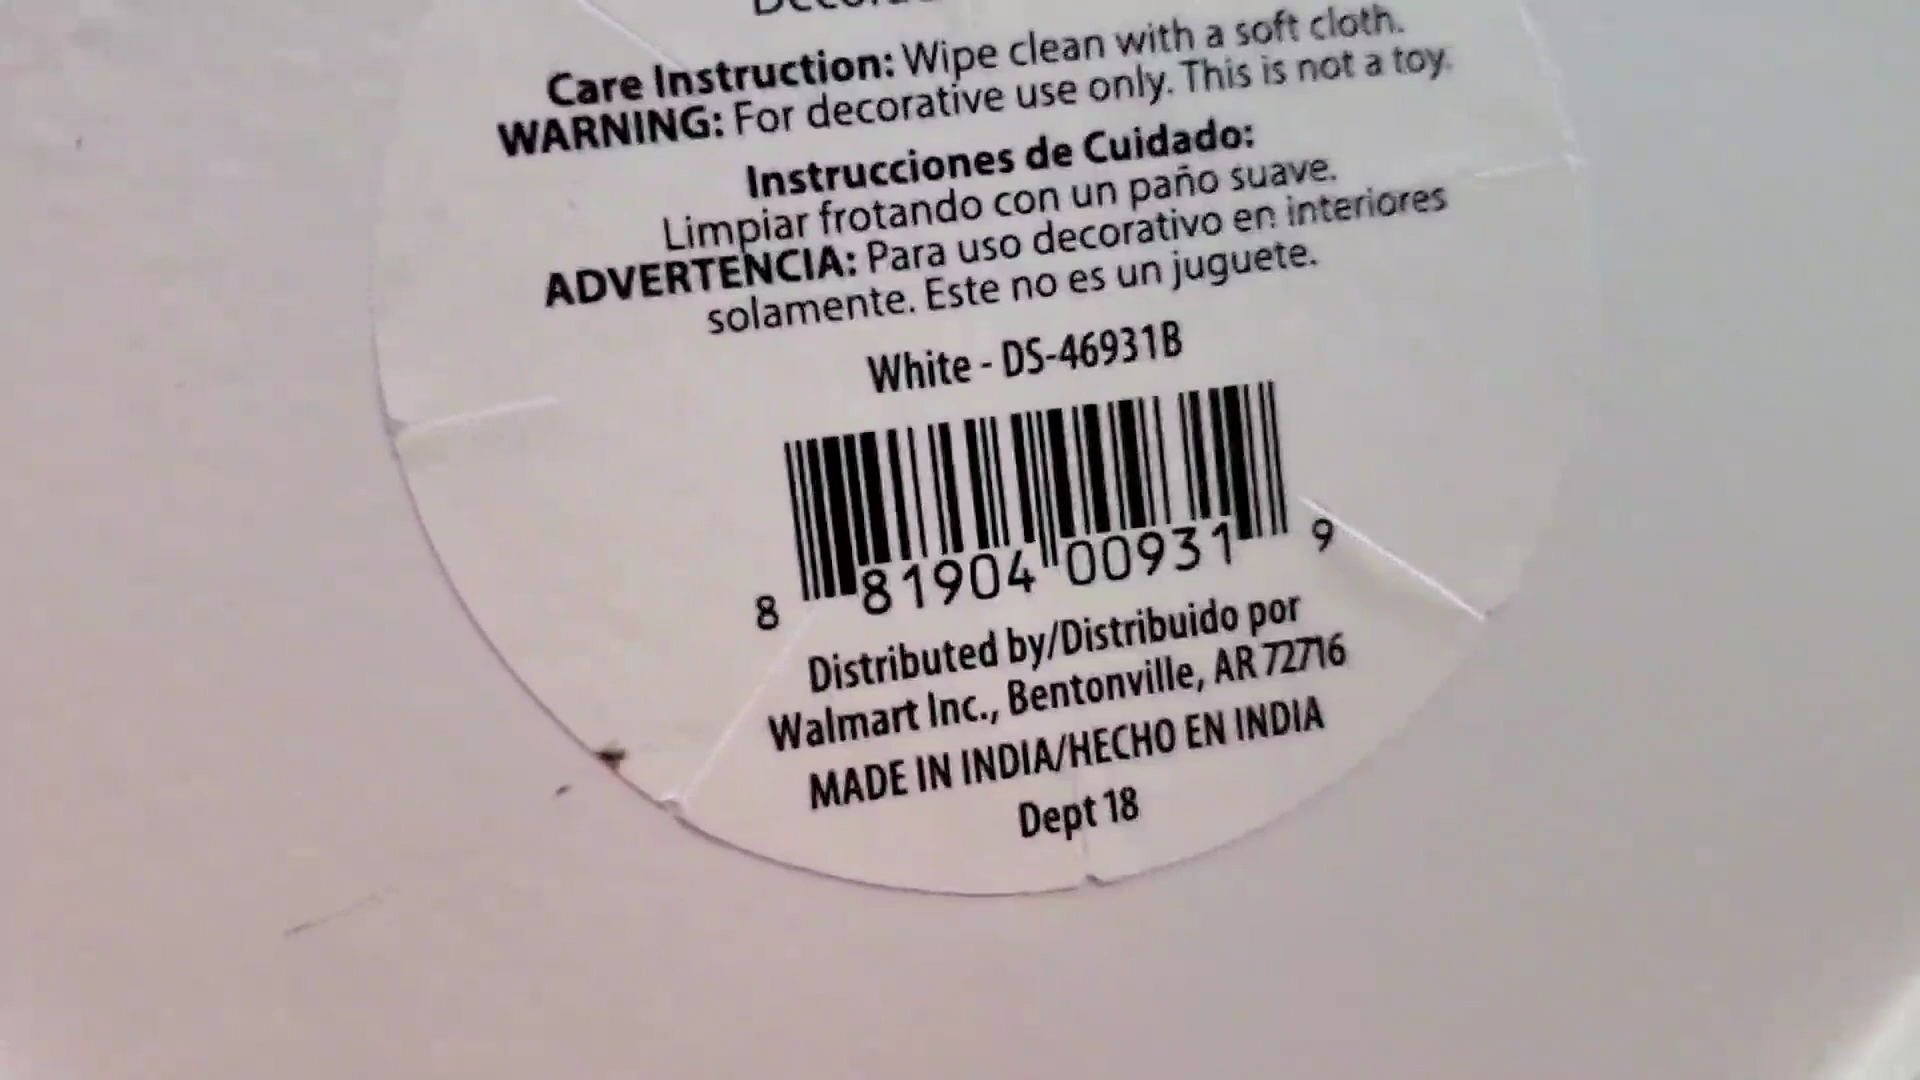 Care Instruction: Wipe clean with a soft cloth.
WARNING: For decorative use only. This is not a toy.
Instrucciones de Cuidado:
Limpiar frotando con un paño suave.
ADVERTENCIA: Para uso decorativo en interiores
solamente. Este no es un juguete.
White - DS-46931B
8 81904 00931 9
Distributed by/Distribuido por
Walmart Inc., Bentonville, AR 72716
MADE IN INDIA/HECHO EN INDIA
Dept 18